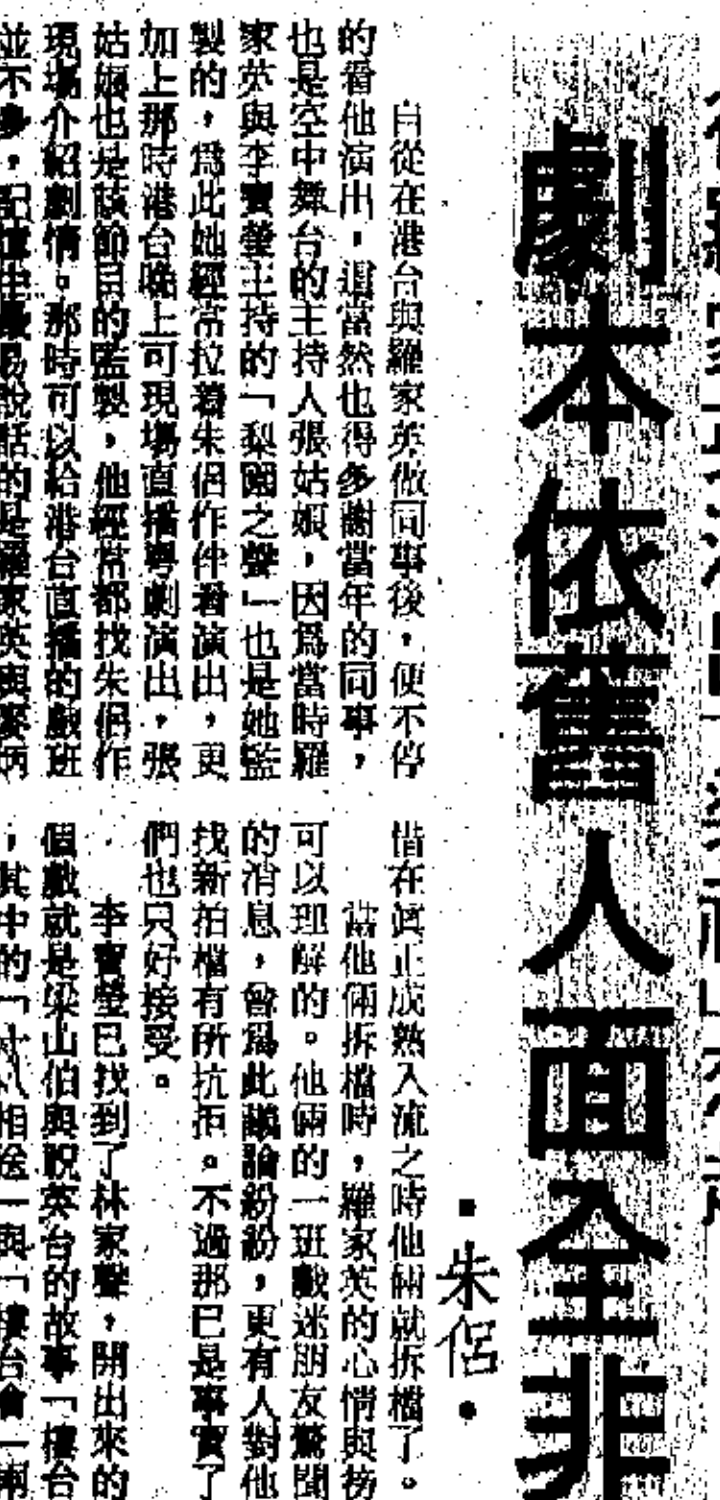 劇本依舊人面全非
·朱侶·
自從在港台與羅家英做同事後，便不停
的看他演出，這當然也得多謝當年的同事，
也是空中舞台的主持人張姑娘，因爲當時羅
家英與李寶瑩主持的「梨園之聲」也是她監
製的，爲此她經常拉着朱侶作伴看演出，更
加上那時港台晚上可現場直播粵劇演出，張
姑娘也是該節目的監製，他經常都找朱侶作
現場介紹劇情。那時可以給港台直播的戲班
並不多，記憶中最易說話的是羅家英與麥炳
惜在眞正成熟入流之時他倆就拆檔了。
當他倆拆檔時，羅家英的心情與
可以理解的。他倆的一班戲迷朋友驚聞
的消息，曾爲此議論紛紛，更有人對他
找新拍檔有所抗拒。不過那已是事實了
們也只好接受。
李寶瑩已找到了林家聲，開出來的
個戲就是梁山伯與祝英台的故事「樓台
，其中的「十八相送」與「樓台會」兩